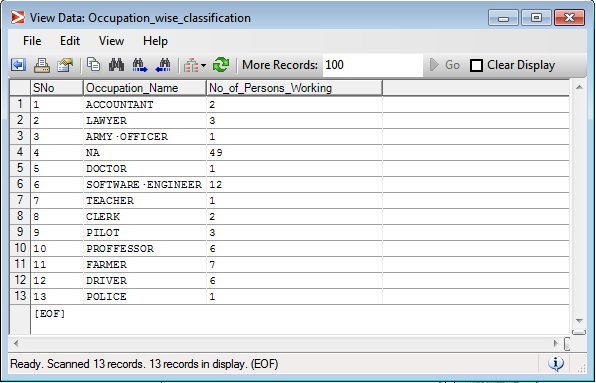 View Data: Occupation_wise_classification
File Edit View Help
More Records: 100 Go Clear Display
SNo Occupation_Name No_of_Persons_Working
1 1 ACCOUNTANT 2
2 2 LAWYER 3
3 3 ARMY·OFFICER 1
4 4 NA 49
5 5 DOCTOR 1
6 6 SOFTWARE·ENGINEER 12
7 7 TEACHER 1
8 8 CLERK 2
9 9 PILOT 3
10 10 PROFFESSOR 6
11 11 FARMER 7
12 12 DRIVER 6
13 13 POLICE 1
[EOF]
Ready. Scanned 13 records. 13 records in display. (EOF)